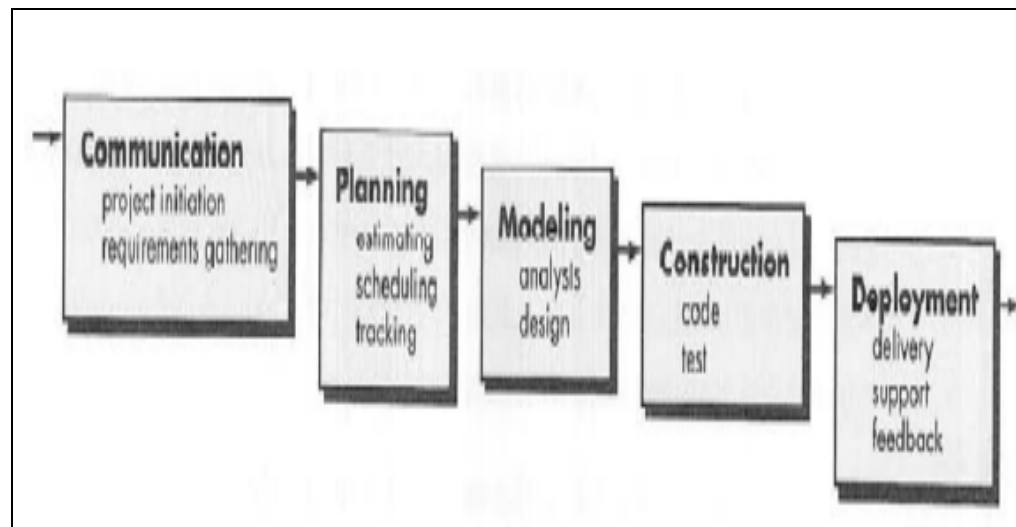 Communication
project initiation
requirements gathering
Planning
estimating
scheduling
tracking
Modeling
analysis
design
Construction
code
test
Deployment
delivery
support
feedback